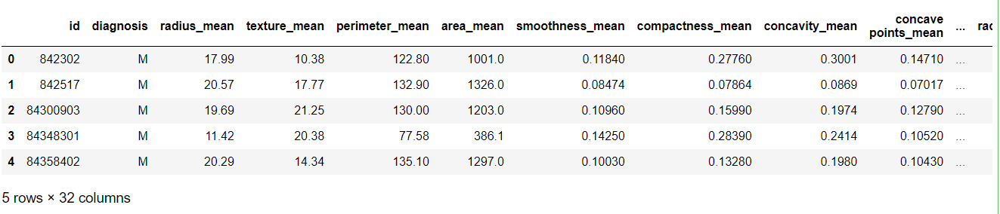 id diagnosis radius_mean texture_mean perimeter_mean area_mean smoothness_mean compactness_mean concavity_mean concave points_mean ... rac
0 842302 M 17.99 10.38 122.80 1001.0 0.11840 0.27760 0.3001 0.14710 ...
1 842517 M 20.57 17.77 132.90 1326.0 0.08474 0.07864 0.0869 0.07017 ...
2 84300903 M 19.69 21.25 130.00 1203.0 0.10960 0.15990 0.1974 0.12790 ...
3 84348301 M 11.42 20.38 77.58 386.1 0.14250 0.28390 0.2414 0.10520 ...
4 84358402 M 20.29 14.34 135.10 1297.0 0.10030 0.13280 0.1980 0.10430 ...
5 rows × 32 columns